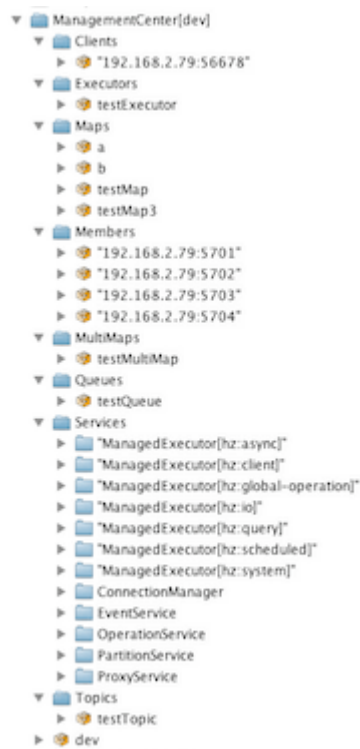 ManagementCenter[dev]
Clients
"192.168.2.79:56678"
Executors
testExecutor
Maps
a
b
testMap
testMap3
Members
"192.168.2.79:5701"
"192.168.2.79:5702"
"192.168.2.79:5703"
"192.168.2.79:5704"
MultiMaps
testMultiMap
Queues
testQueue
Services
"ManagedExecutor[hz:async]"
"ManagedExecutor[hz:client]"
"ManagedExecutor[hz:global-operation]"
"ManagedExecutor[hz:io]"
"ManagedExecutor[hz:query]"
"ManagedExecutor[hz:scheduled]"
"ManagedExecutor[hz:system]"
ConnectionManager
EventService
OperationService
PartitionService
ProxyService
Topics
testTopic
dev